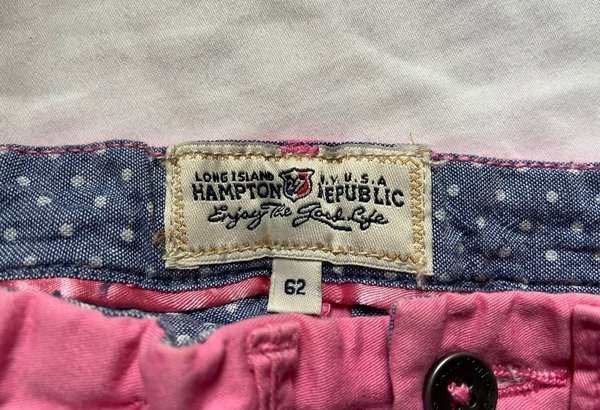 LONG ISLAND N.Y. U.S.A
HAMPTON REPUBLIC
Enjoy The Good Life
62